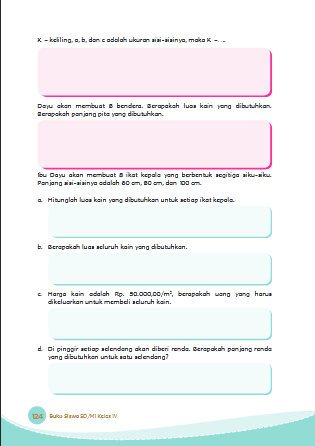 K = keliling, a, b, dan c adalah ukuran sisi-sisinya, maka K = ....
Dayu akan membuat 8 bendera. Berapakah luas kain yang dibutuhkan.
Berapakah panjang pita yang dibutuhkan.
Ibu Dayu akan membuat 8 ikat kepala yang berbentuk segitiga siku-siku.
Panjang sisi-sisinya adalah 60 cm, 80 cm, dan 100 cm.
a. Hitunglah luas kain yang dibutuhkan untuk setiap ikat kepala.
b. Berapakah luas seluruh kain yang dibutuhkan.
c. Harga kain adalah Rp. 50.000,00/m², berapakah uang yang harus
dikeluarkan untuk membeli seluruh kain.
d. Di pinggir setiap selendang akan diberi renda. Berapakah panjang renda
yang dibutuhkan untuk satu selendang?
124 Buku Siswa SD/MI Kelas IV